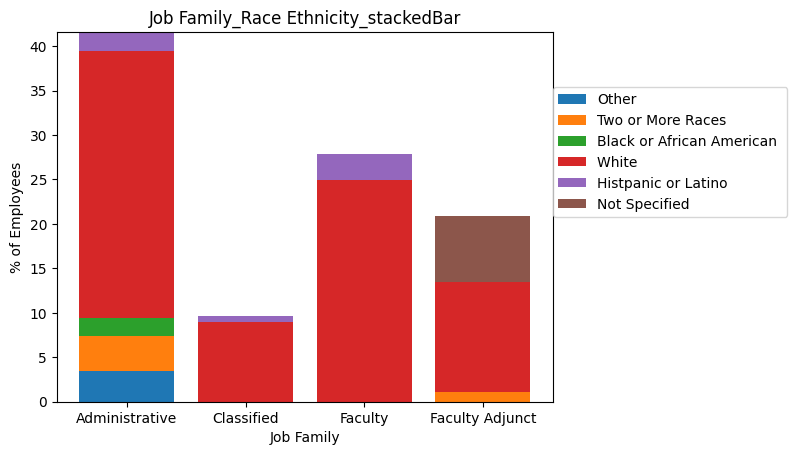 Job Family_Race Ethnicity_stackedBar
% of Employees
40
35
30
25
20
15
10
5
0
Administrative
Classified
Faculty
Faculty Adjunct
Job Family
Other
Two or More Races
Black or African American
White
Histpanic or Latino
Not Specified